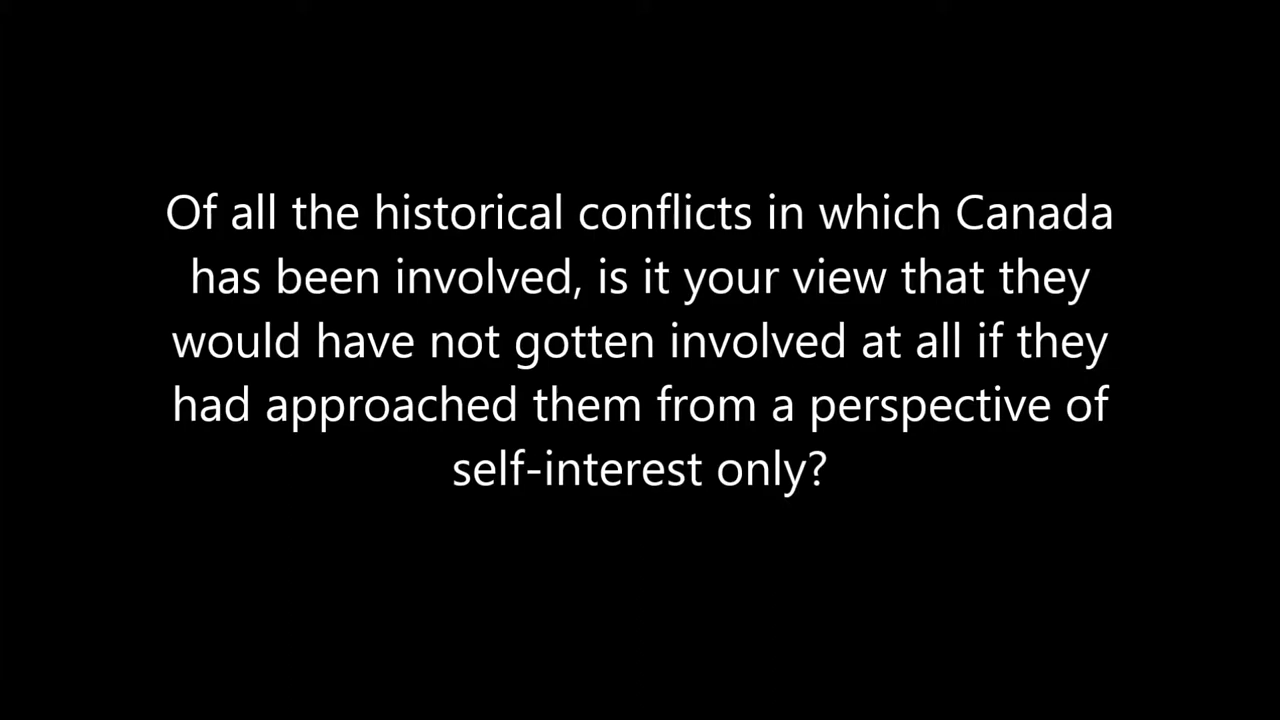 Of all the historical conflicts in which Canada
has been involved, is it your view that they
would have not gotten involved at all if they
had approached them from a perspective of
self-interest only?